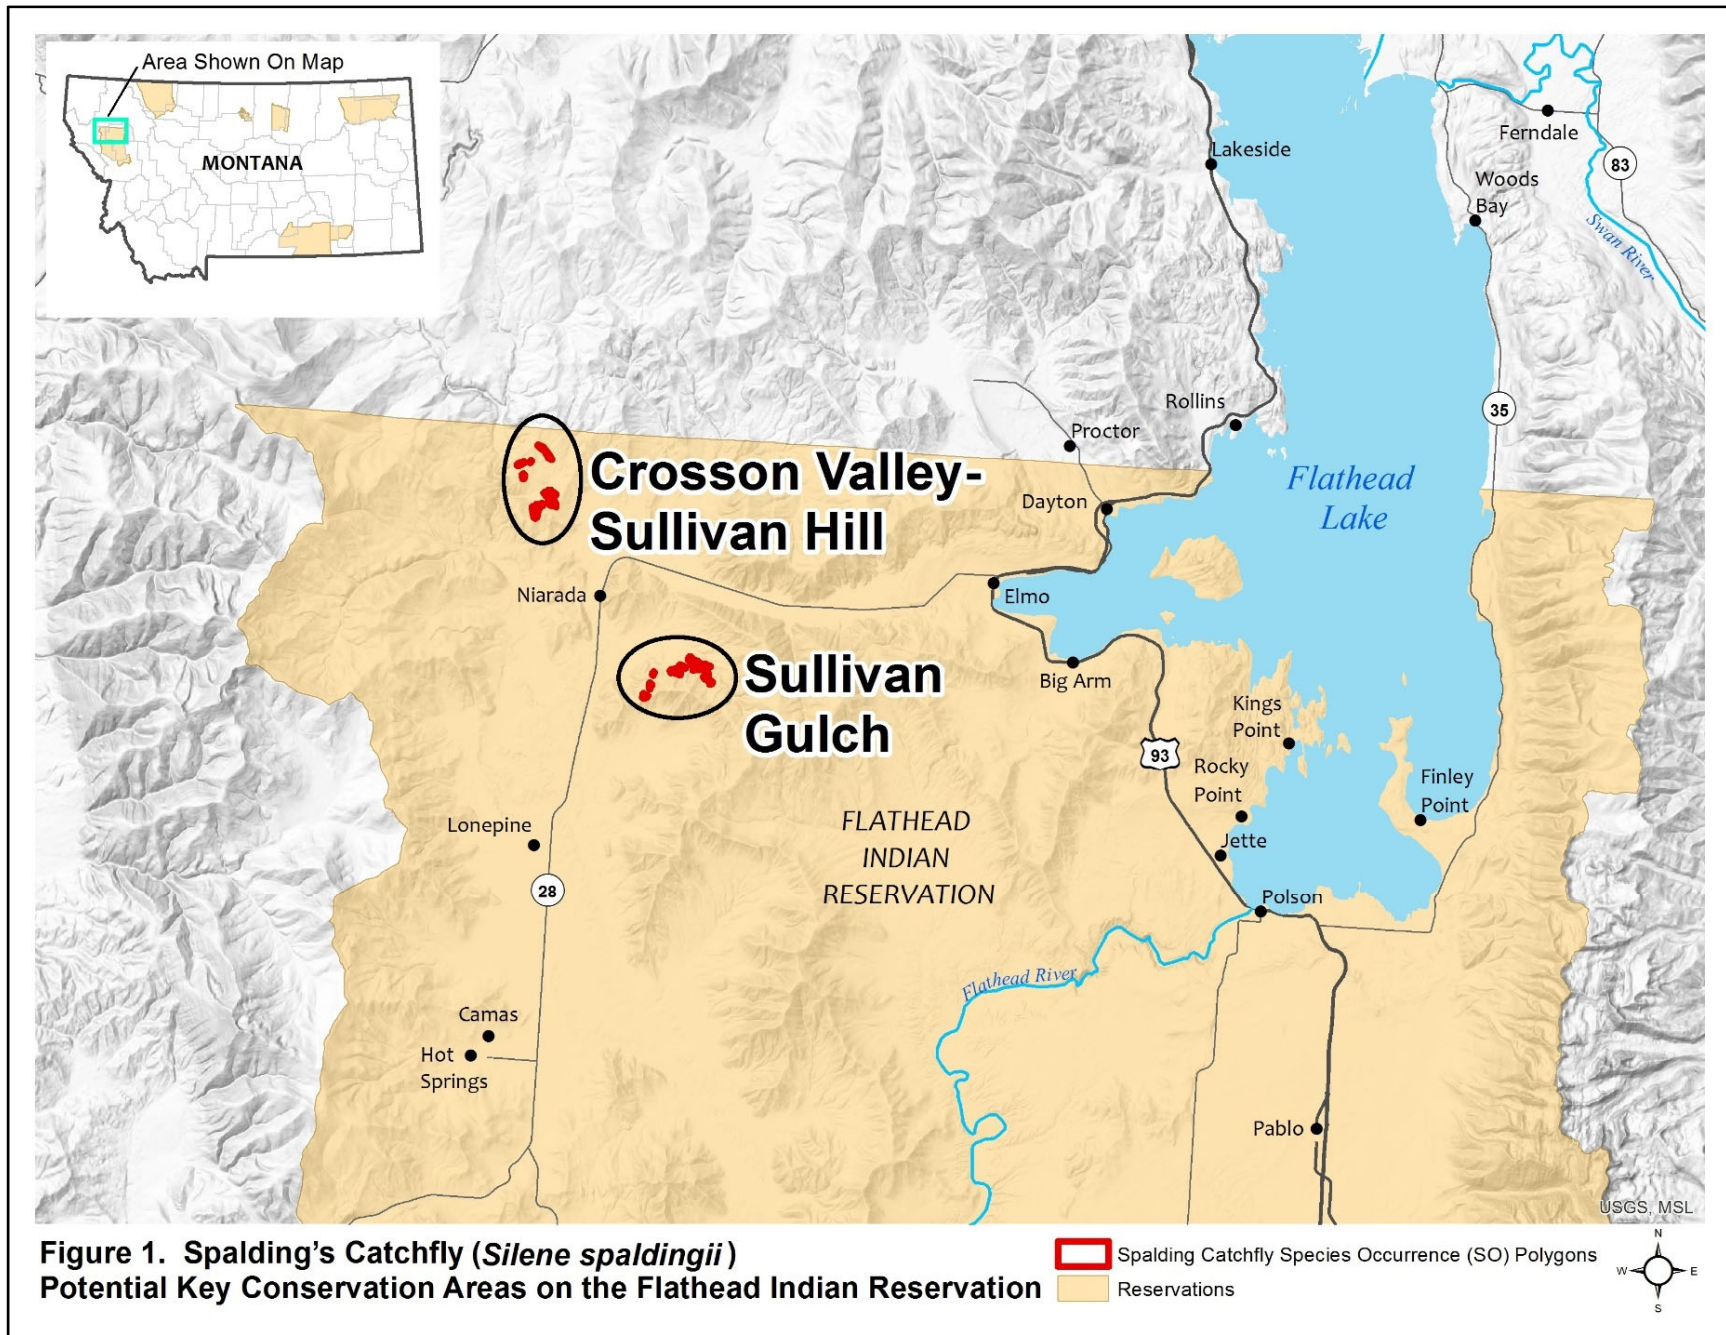 Area Shown On Map
MONTANA
Lakeside
Ferndale
83
Woods
Bay
Swan River
Rollins
35
Proctor
Crosson Valley-
Sullivan Hill
Flathead
Lake
Dayton
Niarada
Elmo
Sullivan
Gulch
Big Arm
Kings
Point
93
Rocky
Point
Finley
Point
Lonepine
FLATHEAD
INDIAN
RESERVATION
Jette
28
Polson
Flathead River
Camas
Hot
Springs
Pablo
USGS, MSL
Figure 1. Spalding's Catchfly (Silene spaldingii)
Potential Key Conservation Areas on the Flathead Indian Reservation
Spalding Catchfly Species Occurrence (SO) Polygons
Reservations
N
W
E
S